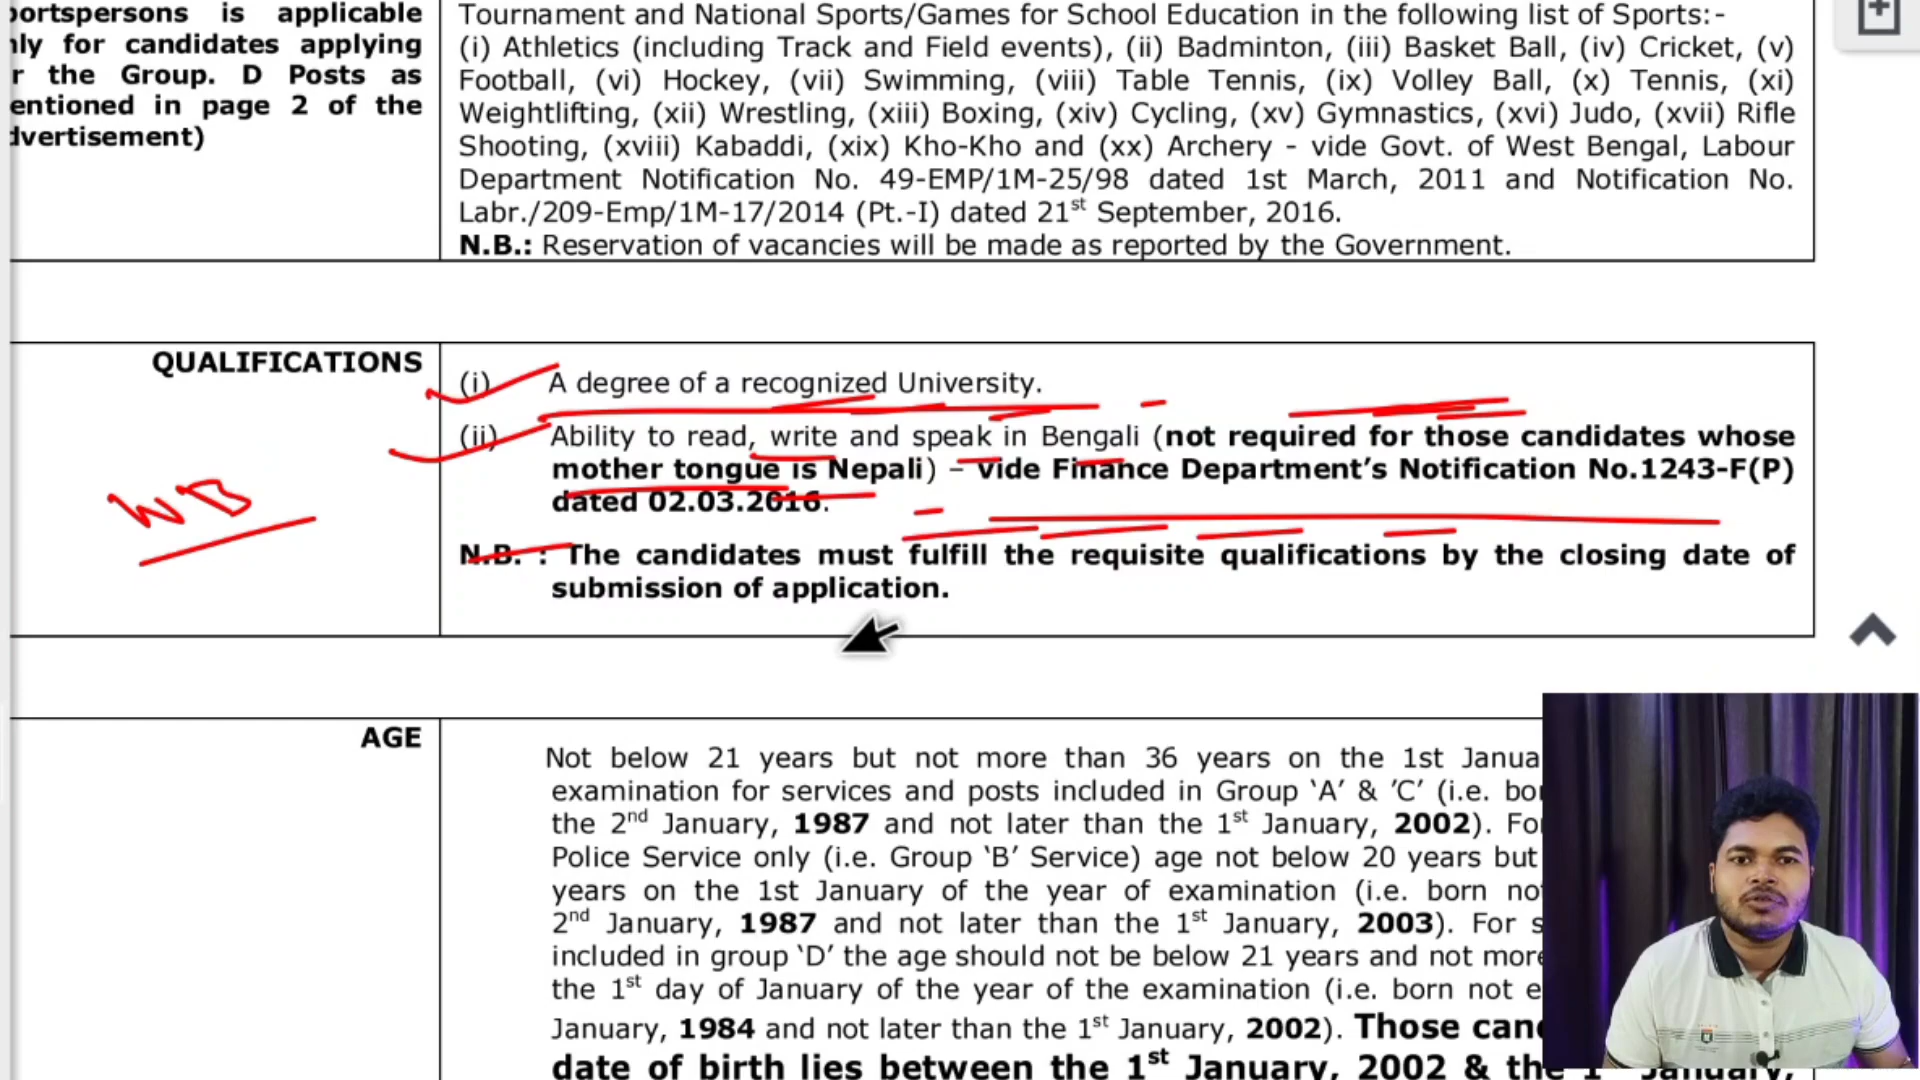 portspersons is applicable
nly for candidates applying
r the Group. D Posts as
entioned in page 2 of the
dvertisement)
Tournament and National Sports/Games for School Education in the following list of Sports:-
(i) Athletics (including Track and Field events), (ii) Badminton, (iii) Basket Ball, (iv) Cricket, (v)
Football, (vi) Hockey, (vii) Swimming, (viii) Table Tennis, (ix) Volley Ball, (x) Tennis, (xi)
Weightlifting, (xii) Wrestling, (xiii) Boxing, (xiv) Cycling, (xv) Gymnastics, (xvi) Judo, (xvii) Rifle
Shooting, (xviii) Kabaddi, (xix) Kho-Kho and (xx) Archery - vide Govt. of West Bengal, Labour
Department Notification No. 49-EMP/1M-25/98 dated 1st March, 2011 and Notification No.
Labr./209-Emp/1M-17/2014 (Pt.-I) dated 21st September, 2016.
N.B.: Reservation of vacancies will be made as reported by the Government.
QUALIFICATIONS
(i) A degree of a recognized University.
(ii) Ability to read, write and speak in Bengali (not required for those candidates whose
mother tongue is Nepali) – vide Finance Department's Notification No.1243-F(P)
dated 02.03.2016.
WB
N.B. : The candidates must fulfill the requisite qualifications by the closing date of
submission of application.
AGE
Not below 21 years but not more than 36 years on the 1st Janua
examination for services and posts included in Group 'A' & 'C' (i.e. bo
the 2nd January, 1987 and not later than the 1st January, 2002). Fo
Police Service only (i.e. Group 'B' Service) age not below 20 years but
years on the 1st January of the year of examination (i.e. born no
2nd January, 1987 and not later than the 1st January, 2003). For s
included in group 'D' the age should not be below 21 years and not more
the 1st day of January of the year of the examination (i.e. born not e
January, 1984 and not later than the 1st January, 2002). Those can
date of birth lies between the 1st January, 2002 & the 1st January,